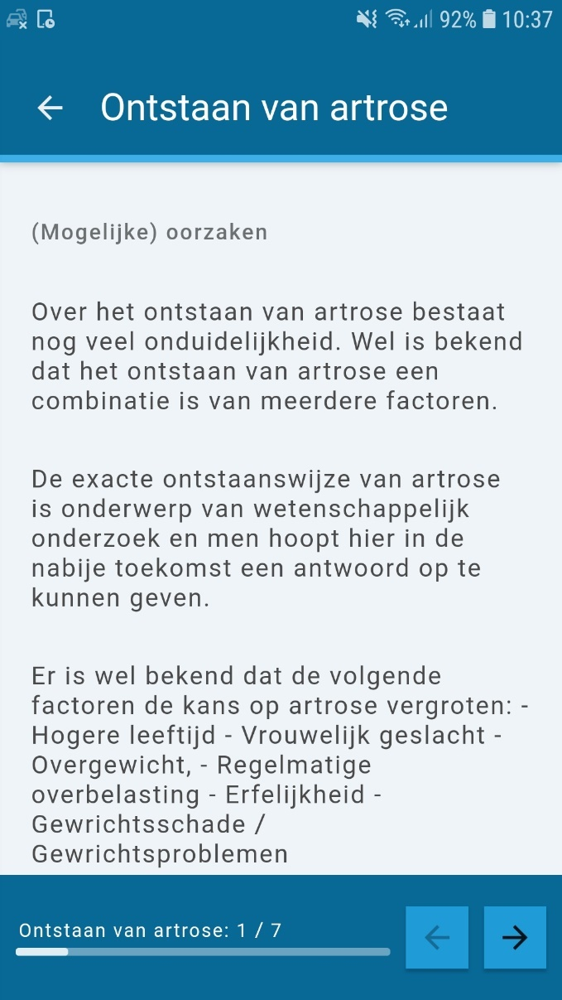 92% 10:37
Ontstaan van artrose
(Mogelijke) oorzaken
Over het ontstaan van artrose bestaat
nog veel onduidelijkheid. Wel is bekend
dat het ontstaan van artrose een
combinatie is van meerdere factoren.
De exacte ontstaanswijze van artrose
is onderwerp van wetenschappelijk
onderzoek en men hoopt hier in de
nabije toekomst een antwoord op te
kunnen geven.
Er is wel bekend dat de volgende
factoren de kans op artrose vergroten: -
Hogere leeftijd - Vrouwelijk geslacht -
Overgewicht, - Regelmatige
overbelasting - Erfelijkheid -
Gewrichtsschade /
Gewrichtsproblemen
Ontstaan van artrose: 1 / 7